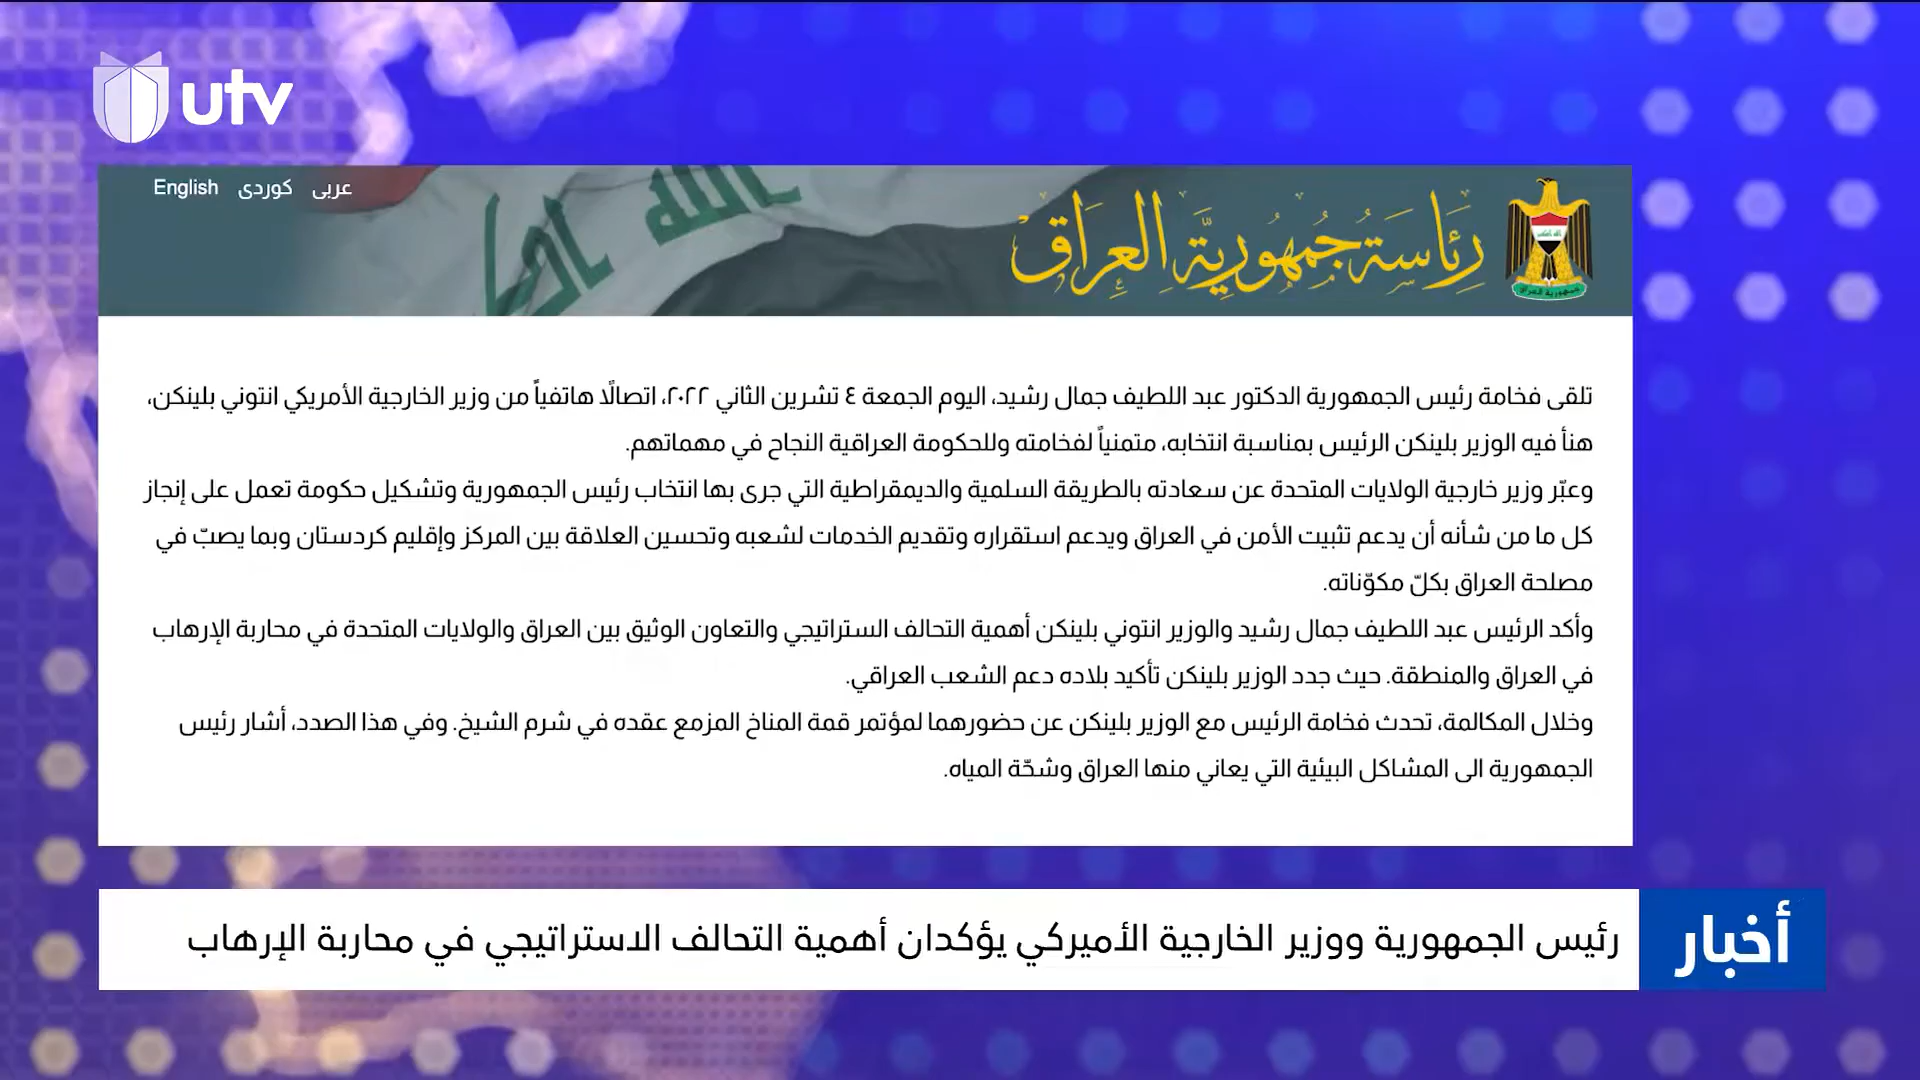 utv
English كوردى عربى
رئاسة جمهورية العراق
جمهورية العراق
تلقى فخامة رئيس الجمهورية الدكتور عبد اللطيف جمال رشيد، اليوم الجمعة ٤ تشرين الثاني ٢٠٢٢، اتصالًا هاتفياً من وزير الخارجية الأمريكي انتوني بلينكن،
هنأ فيه الوزير بلينكن الرئيس بمناسبة انتخابه، متمنياً لفخامته وللحكومة العراقية النجاح في مهماتهم.
وعبّر وزير خارجية الولايات المتحدة عن سعادته بالطريقة السلمية والديمقراطية التي جرى بها انتخاب رئيس الجمهورية وتشكيل حكومة تعمل على إنجاز
كل ما من شأنه أن يدعم تثبيت الأمن في العراق ويدعم استقراره وتقديم الخدمات لشعبه وتحسين العلاقة بين المركز وإقليم كردستان وبما يصبّ في
مصلحة العراق بكلّ مكوّناته.
وأكد الرئيس عبد اللطيف جمال رشيد والوزير انتوني بلينكن أهمية التحالف الستراتيجي والتعاون الوثيق بين العراق والولايات المتحدة في محاربة الإرهاب
في العراق والمنطقة. حيث جدد الوزير بلينكن تأكيد بلاده دعم الشعب العراقي.
وخلال المكالمة، تحدث فخامة الرئيس مع الوزير بلينكن عن حضورهما لمؤتمر قمة المناخ المزمع عقده في شرم الشيخ. وفي هذا الصدد، أشار رئيس
الجمهورية الى المشاكل البيئية التي يعاني منها العراق وشحّة المياه.
أخبار
رئيس الجمهورية ووزير الخارجية الأميركي يؤكدان أهمية التحالف الاستراتيجي في محاربة الإرهاب